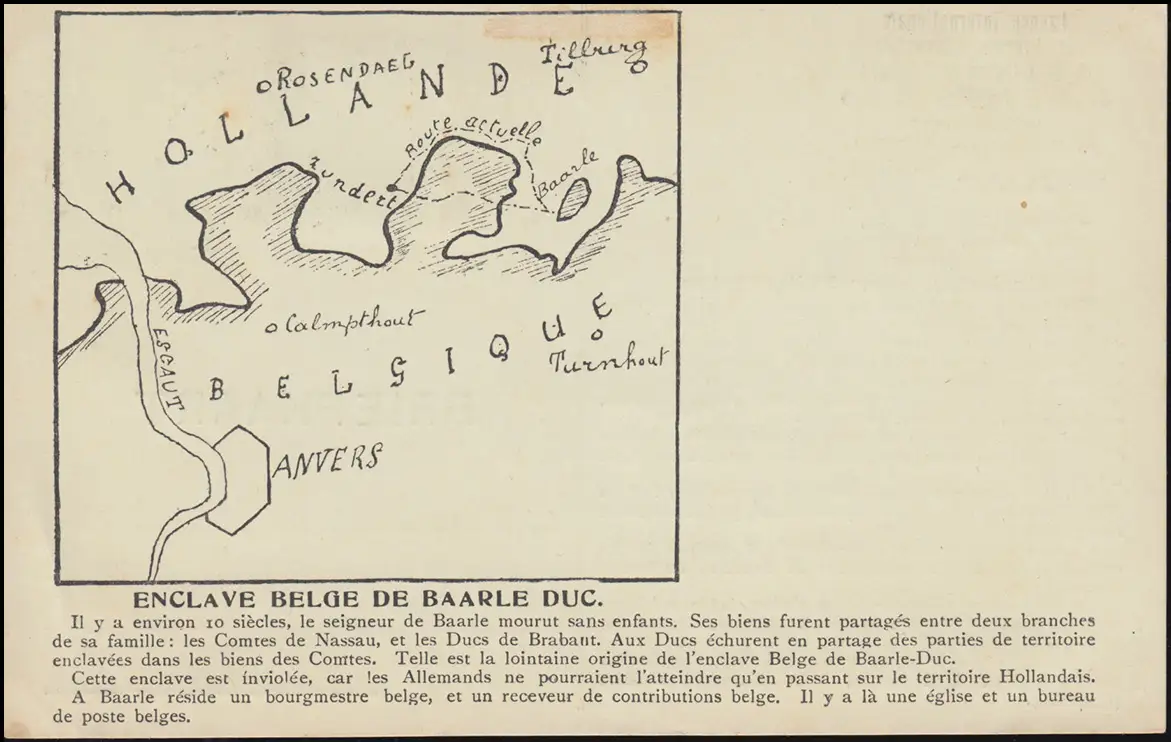 Tillburg
ROSENDAEL
HOLLANDE
Route actuelle
Zundert
Baarle
Calmpthout
BELGIQUE
Turnhout
ESCAUT
ANVERS
ENCLAVE BELGE DE BAARLE DUC.
Il y a environ 10 siècles, le seigneur de Baarle mourut sans enfants. Ses biens furent partagés entre deux branches
de sa famille : les Comtes de Nassau, et les Ducs de Brabant. Aux Ducs échurent en partage des parties de territoire
enclavées dans les biens des Comtes. Telle est la lointaine origine de l'enclave Belge de Baarle-Duc.
Cette enclave est ínviolée, car les Allemands ne pourraient l'atteindre qu'en passant sur le territoire Hollandais.
A Baarle réside un bourgmestre belge, et un receveur de contributions belge. Il y a là une église et un bureau
de poste belges.